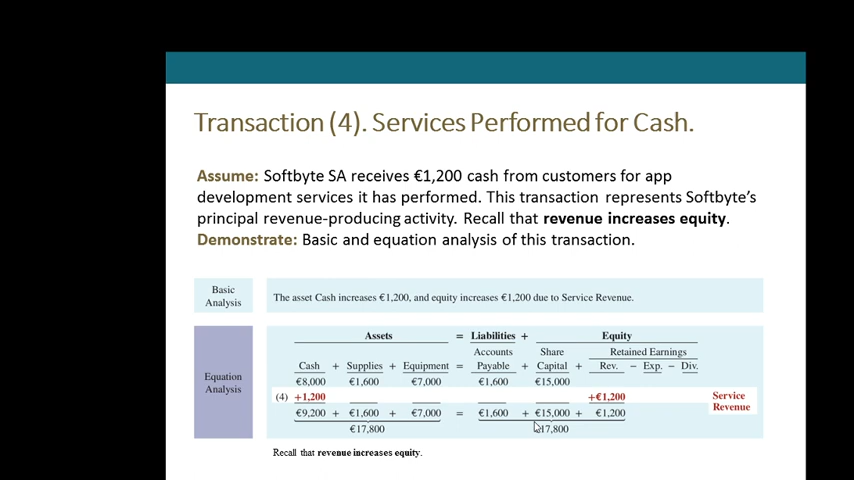 Transaction (4). Services Performed for Cash.
Assume: Softbyte SA receives €1,200 cash from customers for app
development services it has performed. This transaction represents Softbyte's
principal revenue-producing activity. Recall that revenue increases equity.
Demonstrate: Basic and equation analysis of this transaction.
Basic
Analysis
The asset Cash increases €1,200, and equity increases €1,200 due to Service Revenue.
Equation
Analysis
Assets = Liabilities + Equity
Accounts Share Retained Earnings
Cash + Supplies + Equipment = Payable + Capital + Rev. − Exp. − Div.
€8,000 €1,600 €7,000 €1,600 €15,000
(4) +1,200 +€1,200 Service
Revenue
€9,200 + €1,600 + €7,000 = €1,600 + €15,000 + €1,200
€17,800 €17,800
Recall that revenue increases equity.